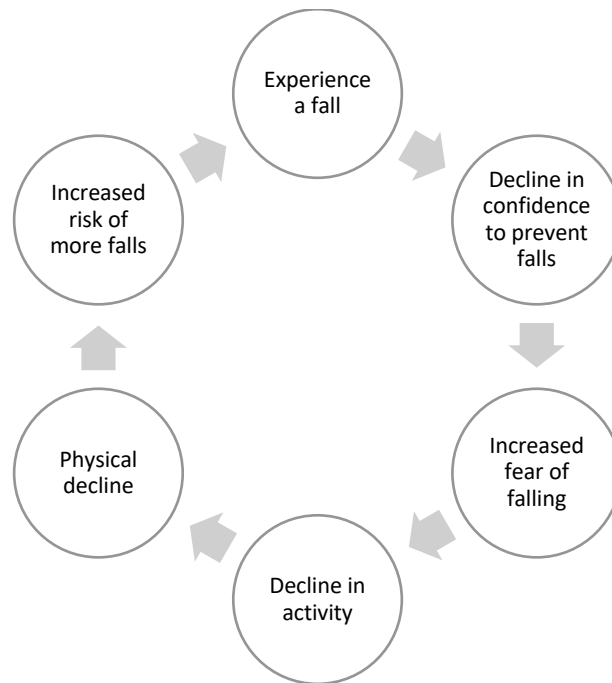 Experience
a fall
Decline in
confidence
to prevent
falls
Increased
fear of
falling
Decline in
activity
Physical
decline
Increased
risk of
more falls